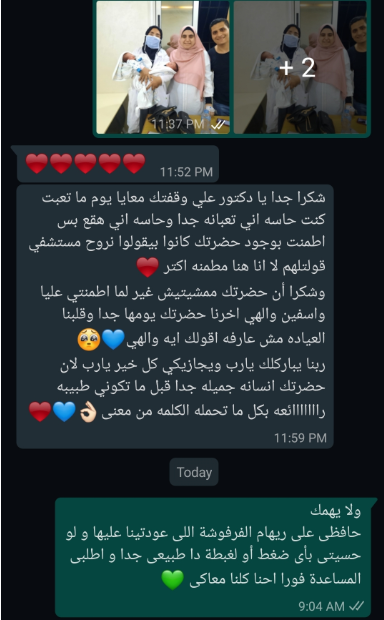 + 2
11:37 PM
❤️❤️❤️❤️❤️
11:52 PM
شكرا جدا يا دكتور علي وقفتك معايا يوم ما تعبت
كنت حاسه اني تعبانه جدا وحاسه اني هقع بس
اطمنت بوجود حضرتك كانوا بيقولوا نروح مستشفي
قولتلهم لا انا هنا مطمنه اكتر ❤️
وشكرا أن حضرتك ممشيتيش غير لما اطمنتي عليا
واسفين والهي اخرنا حضرتك يومها جدا وقلبنا
العياده مش عارفه اقولك ايه والهي💙🥺
ربنا يباركلك يارب ويجازيكي كل خير يارب لان
حضرتك انسانه جميله جدا قبل ما تكوني طبيبه
رااااااائعه بكل ما تحمله الكلمه من معنى 👌🏻💙❤️
11:59 PM
Today
ولا يهمك
حافظى على ريهام الفرفوشة اللى عودتينا عليها و لو
حسيتى بأى ضغط أو لغبطة دا طبيعى جدا و اطلبى
المساعدة فورا احنا كلنا معاكى 💚
9:04 AM